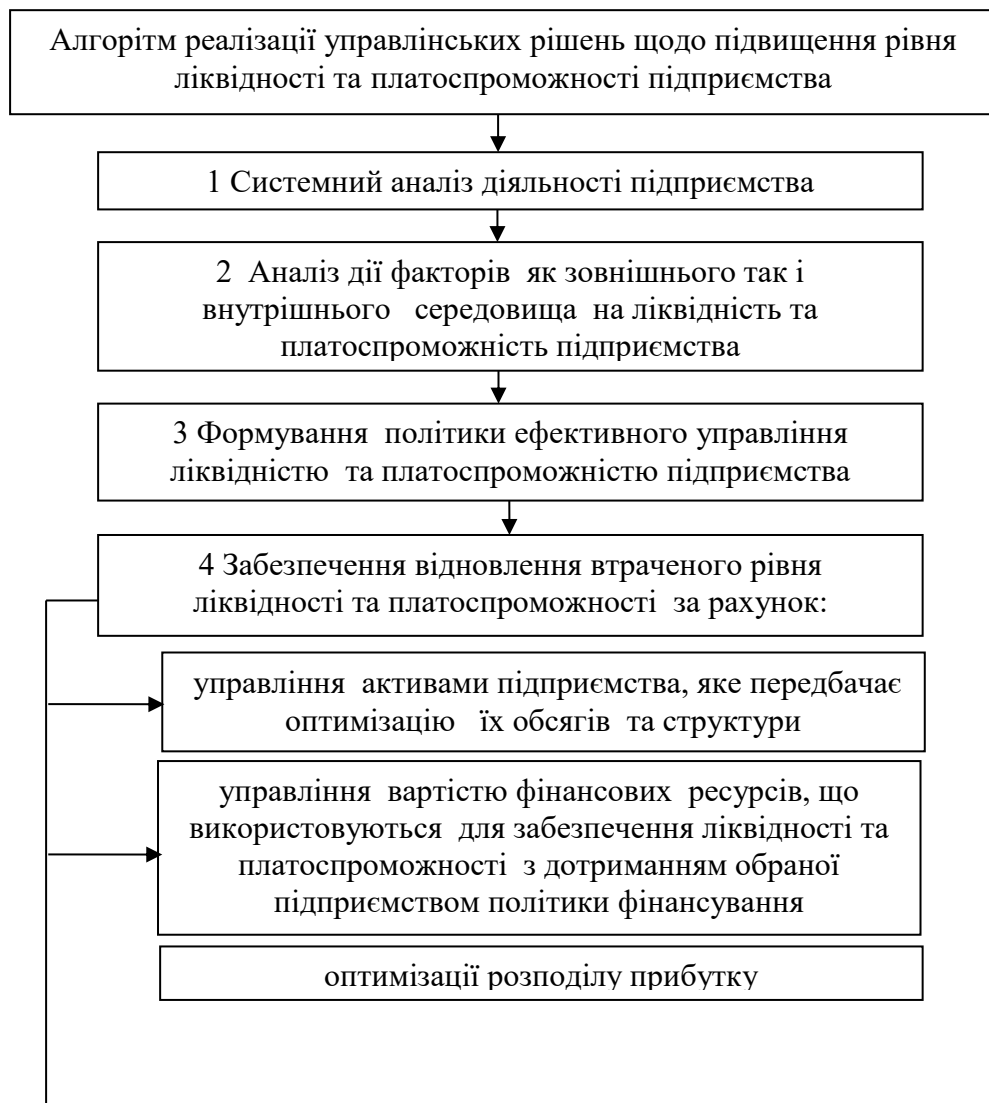 Алгорітм реалізації управлінських рішень щодо підвищення рівня
ліквідності та платоспроможності підприємства
1 Системний аналіз діяльності підприємства
2 Аналіз дії факторів як зовнішнього так і
внутрішнього середовища на ліквідність та
платоспроможність підприємства
3 Формування політики ефективного управління
ліквідністю та платоспроможністю підприємства
4 Забезпечення відновлення втраченого рівня
ліквідності та платоспроможності за рахунок:
управління активами підприємства, яке передбачає
оптимізацію їх обсягів та структури
управління вартістю фінансових ресурсів, що
використовуються для забезпечення ліквідності та
платоспроможності з дотриманням обраної
підприємством політики фінансування
оптимізації розподілу прибутку